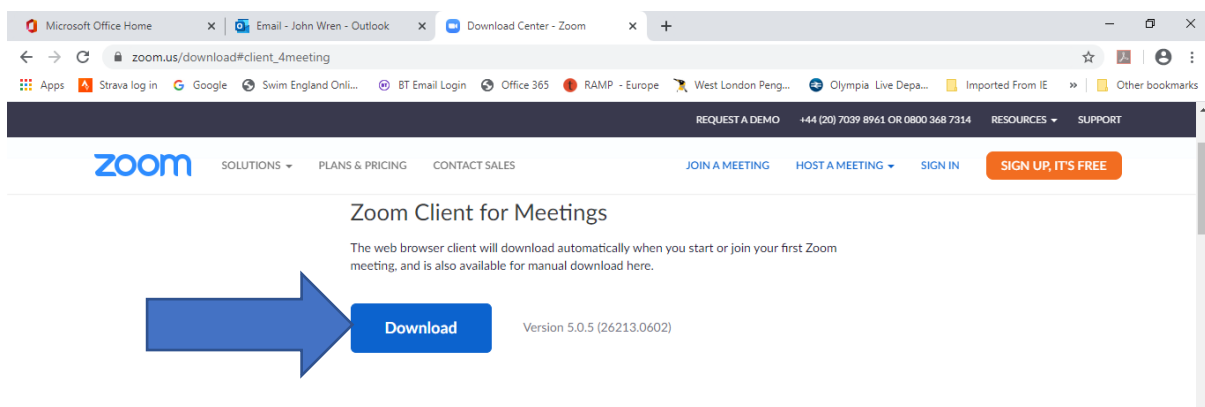 Microsoft Office Home Email - John Wren - Outlook Download Center - Zoom
zoom.us/download#client_4meeting
Apps Strava log in Google Swim England Onli... BT Email Login Office 365 RAMP - Europe West London Peng... Olympia Live Depa... Imported From IE » Other bookmarks
REQUEST A DEMO +44 (20) 7039 8961 OR 0800 368 7314 RESOURCES SUPPORT
zoom SOLUTIONS PLANS & PRICING CONTACT SALES JOIN A MEETING HOST A MEETING SIGN IN SIGN UP, IT'S FREE
Zoom Client for Meetings
The web browser client will download automatically when you start or join your first Zoom
meeting, and is also available for manual download here.
Download Version 5.0.5 (26213.0602)